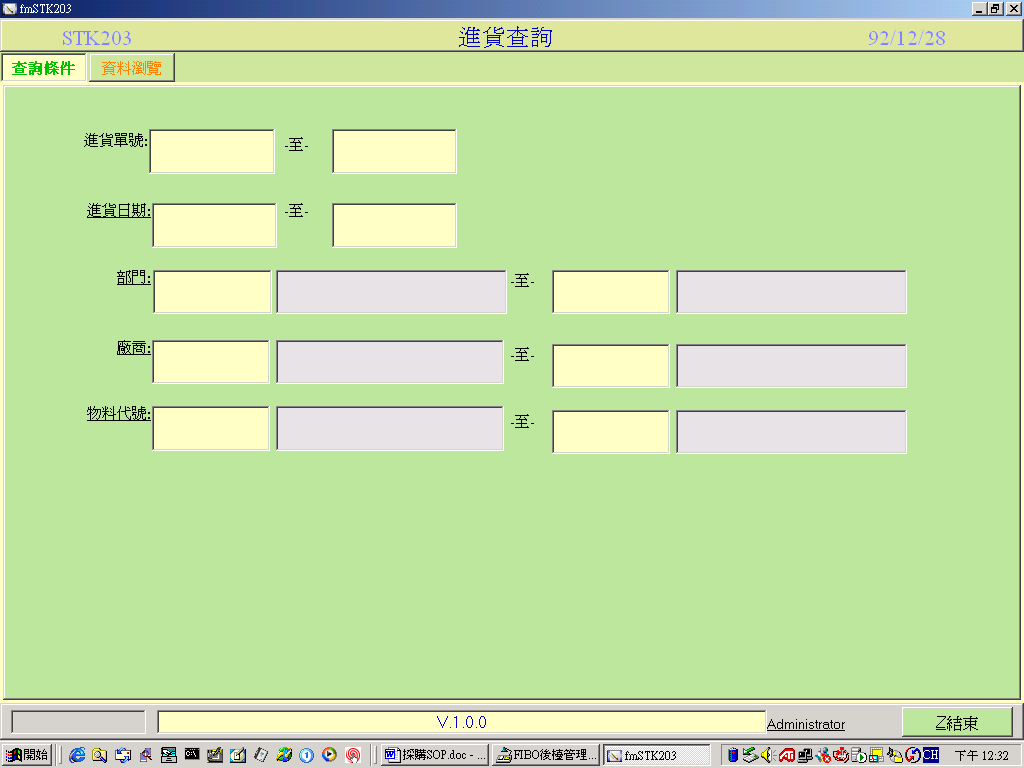 fmSTK203
STK203 進貨查詢 92/12/28
查詢條件 資料瀏覽
進貨單號: -至-
進貨日期: -至-
部門: -至-
廠商: -至-
物料代號: -至-
V.1.0.0 Administrator Z結束
開始 採購SOP.doc - ... FIBO後檯管理... fmSTK203 CH 下午 12:32